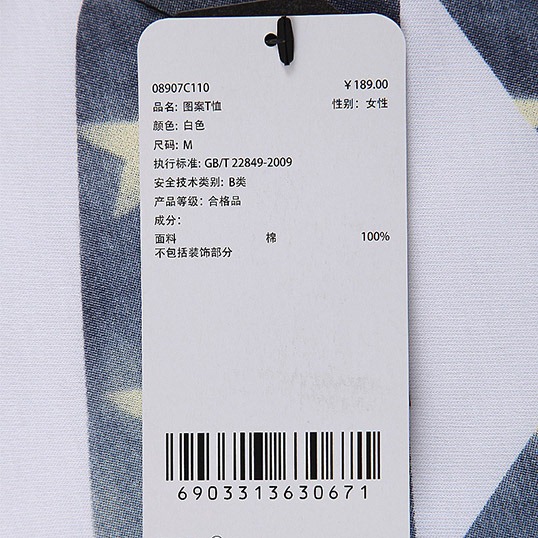 08907C110 ￥189.00
品名: 图案T恤 性别: 女性
颜色: 白色
尺码: M
执行标准: GB/T 22849-2009
安全技术类别: B类
产品等级: 合格品
成分:
面料 棉 100%
不包括装饰部分
6903313630671